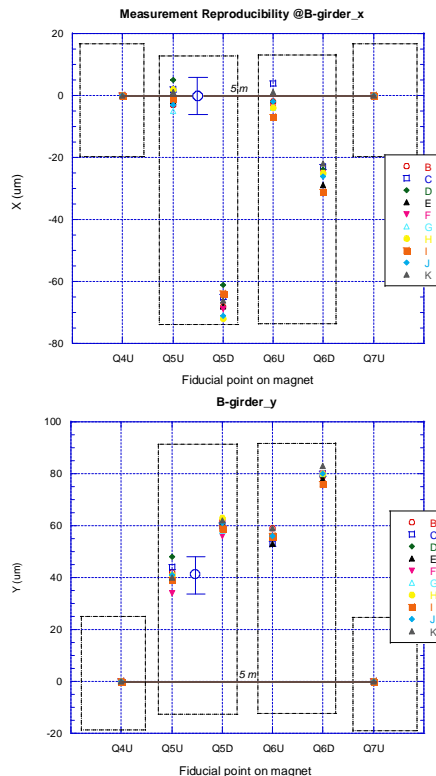 Measurement Reproducibility @B-girder_x
20
0
-20
-40
-60
-80
X (um)
5 m
B
C
D
E
F
G
H
I
J
K
Q4U Q5U Q5D Q6U Q6D Q7U
Fiducial point on magnet
B-girder_y
100
80
60
40
20
0
-20
Y (um)
5 m
B
C
D
E
F
G
H
I
J
K
Q4U Q5U Q5D Q6U Q6D Q7U
Fiducial point on magnet